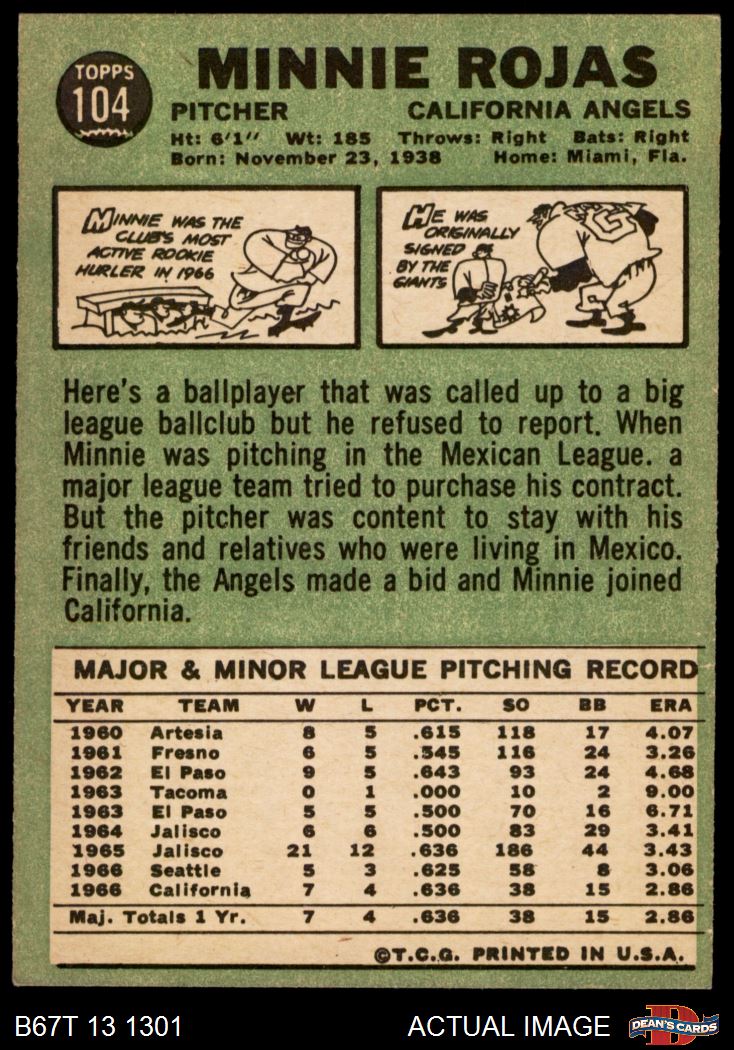 TOPPS
104
MINNIE ROJAS
PITCHER CALIFORNIA ANGELS
Ht: 6'1" Wt: 185 Throws: Right Bats: Right
Born: November 23, 1938 Home: Miami, Fla.
MINNIE WAS THE
CLUB'S MOST
ACTIVE ROOKIE
HURLER IN 1966
HE WAS
ORIGINALLY
SIGNED
BY THE
GIANTS
G
Here's a ballplayer that was called up to a big
league ballclub but he refused to report. When
Minnie was pitching in the Mexican League. a
major league team tried to purchase his contract.
But the pitcher was content to stay with his
friends and relatives who were living in Mexico.
Finally, the Angels made a bid and Minnie joined
California.
MAJOR & MINOR LEAGUE PITCHING RECORD
YEAR TEAM W L PCT. SO BB ERA
1960 Artesia 8 5 .615 118 17 4.07
1961 Fresno 6 5 .545 116 24 3.26
1962 El Paso 9 5 .643 93 24 4.68
1963 Tacoma 0 1 .000 10 2 9.00
1963 El Paso 5 5 .500 70 16 6.71
1964 Jalisco 6 6 .500 83 29 3.41
1965 Jalisco 21 12 .636 186 44 3.43
1966 Seattle 5 3 .625 58 8 3.06
1966 California 7 4 .636 38 15 2.86
Maj. Totals 1 Yr. 7 4 .636 38 15 2.86
©T.C.G. PRINTED IN U.S.A.
B67T 13 1301 ACTUAL IMAGE
D
DEAN'S CARDS